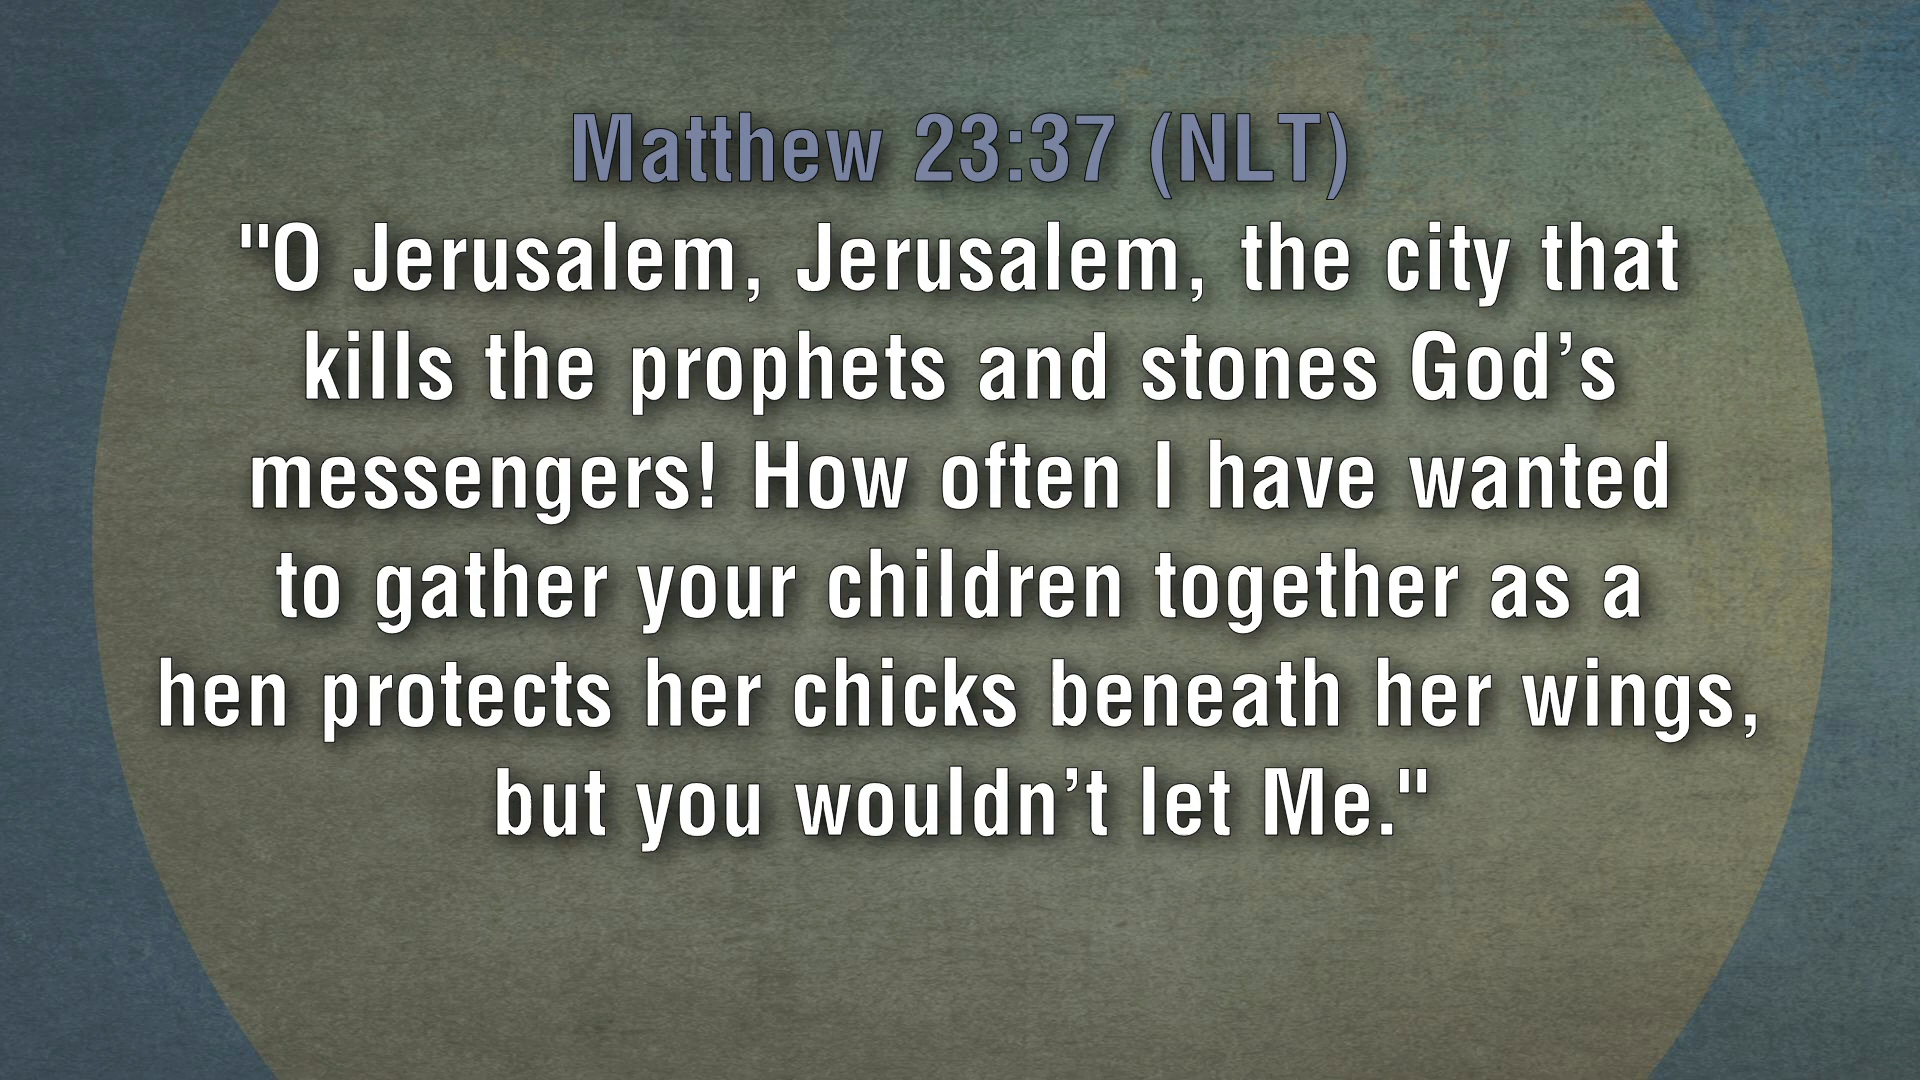 Matthew 23:37 (NLT)
"O Jerusalem, Jerusalem, the city that
kills the prophets and stones God’s
messengers! How often I have wanted
to gather your children together as a
hen protects her chicks beneath her wings,
but you wouldn’t let Me."